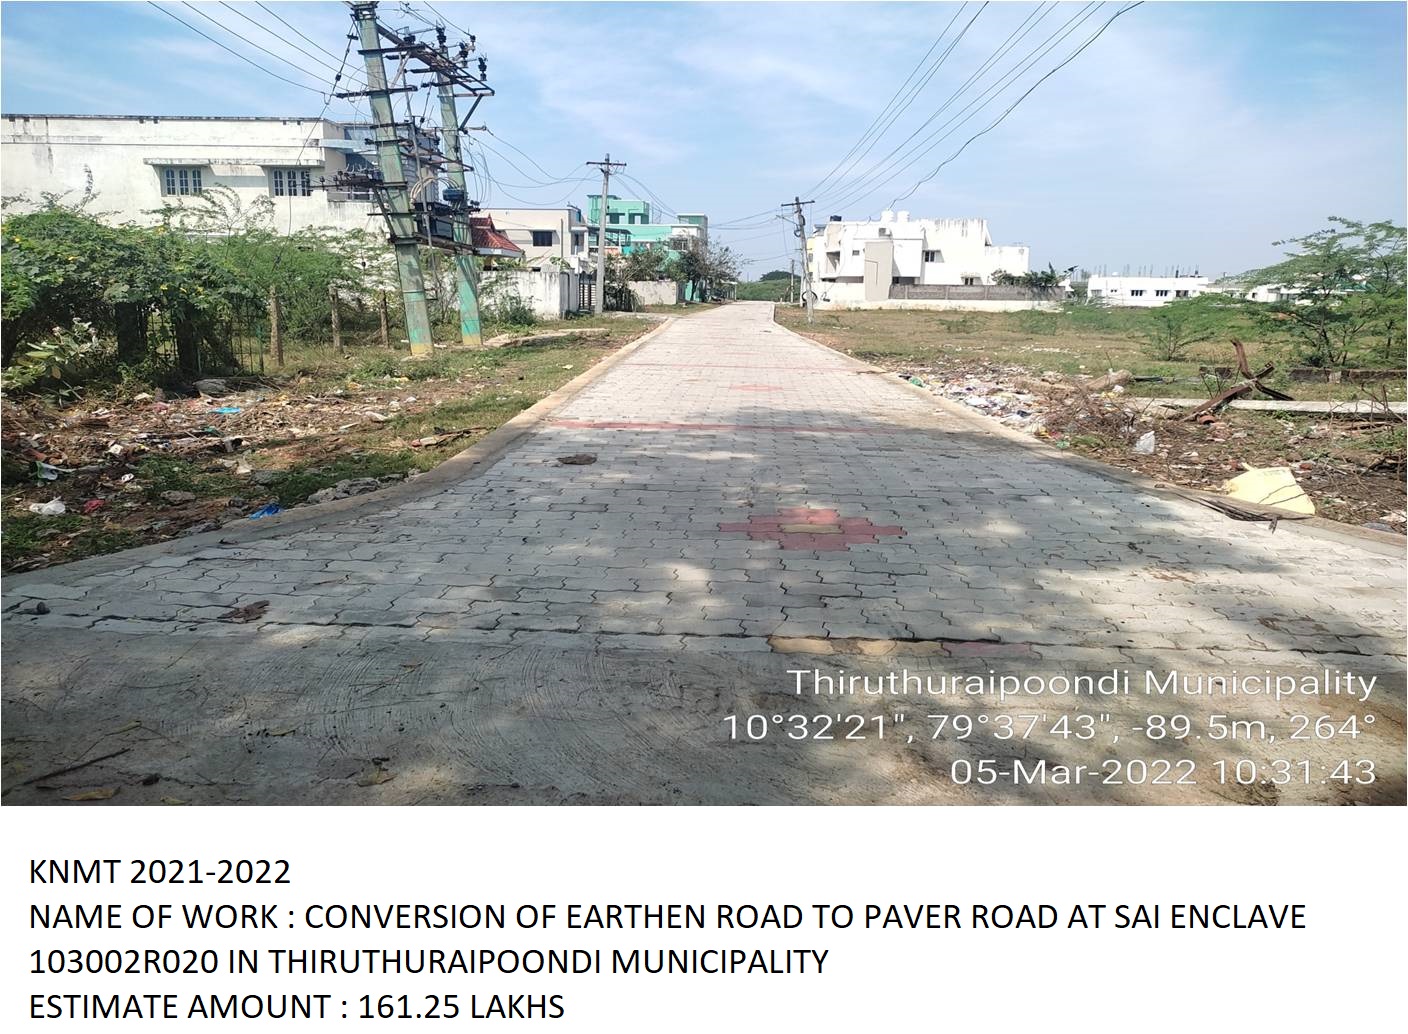 Thiruthuraipoondi Municipality
10°32'21", 79°37'43", -89.5m, 264°
05-Mar-2022 10:31:43
KNMT 2021-2022
NAME OF WORK : CONVERSION OF EARTHEN ROAD TO PAVER ROAD AT SAI ENCLAVE
103002R020 IN THIRUTHURAIPOONDI MUNICIPALITY
ESTIMATE AMOUNT : 161.25 LAKHS